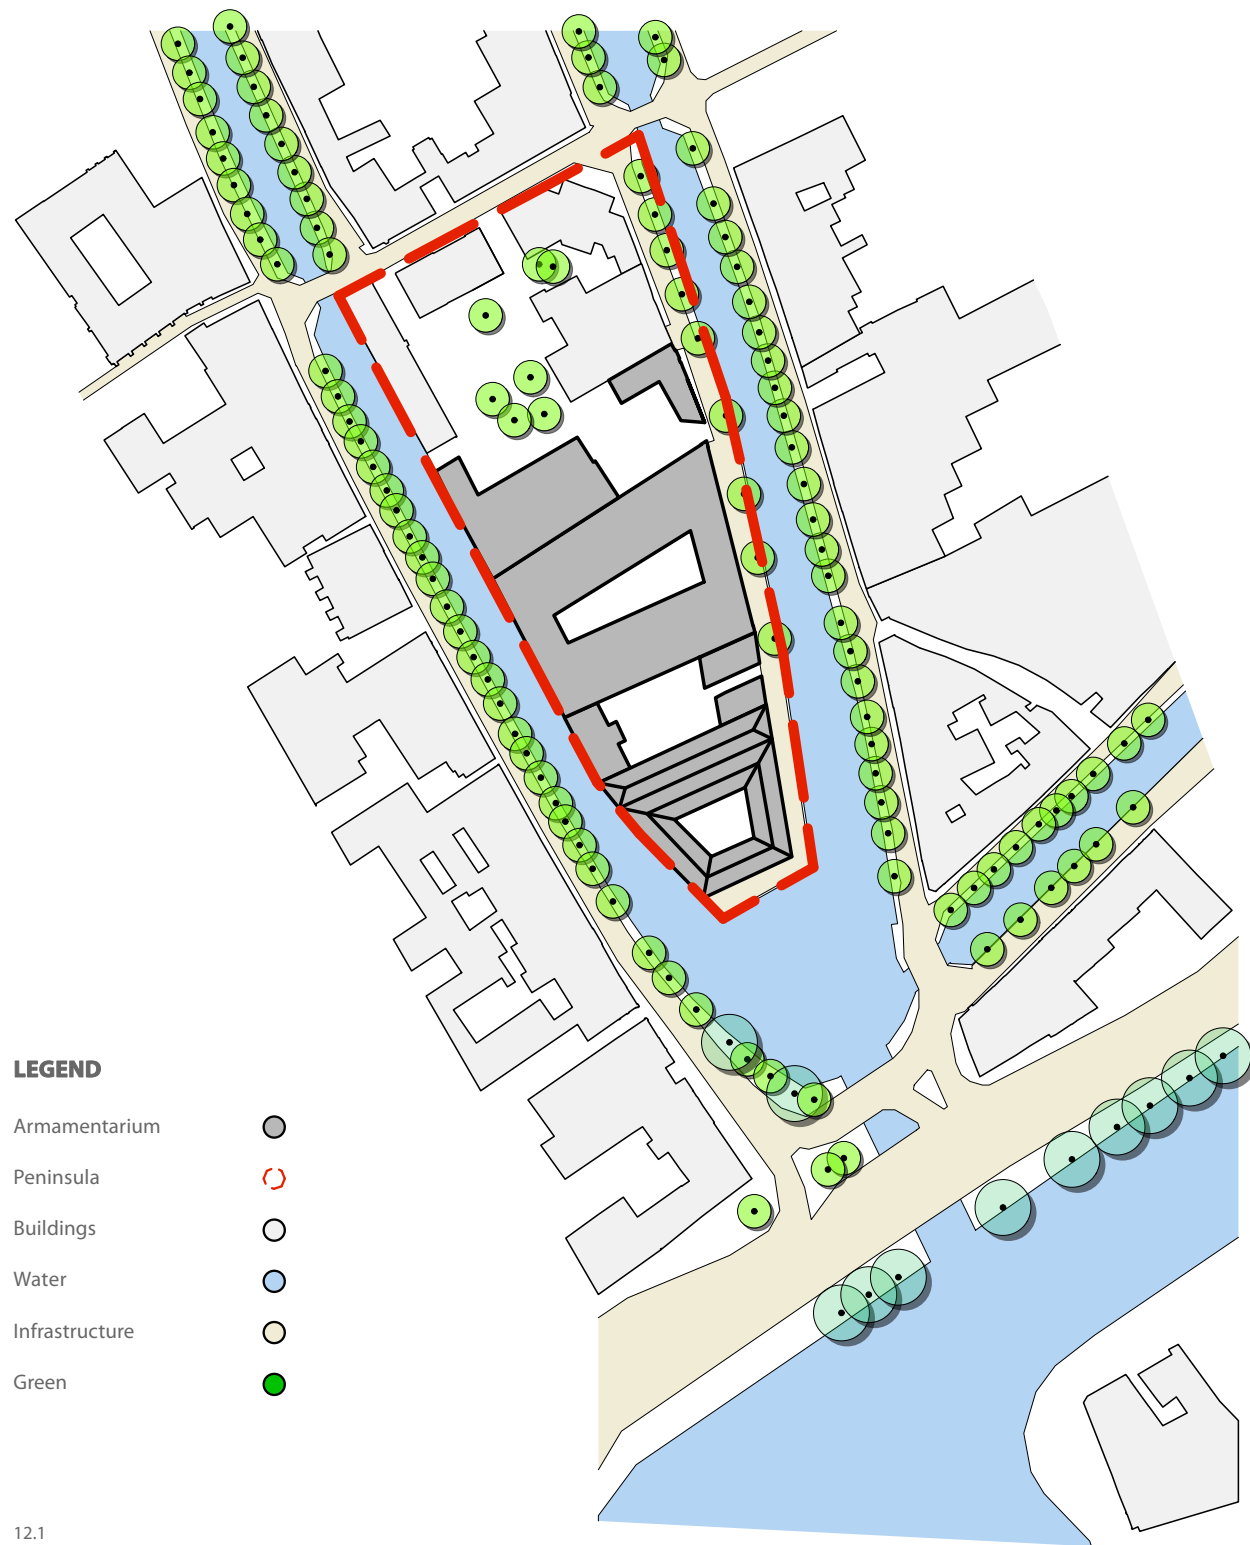 LEGEND
Armamentarium
Peninsula
Buildings
Water
Infrastructure
Green
12.1